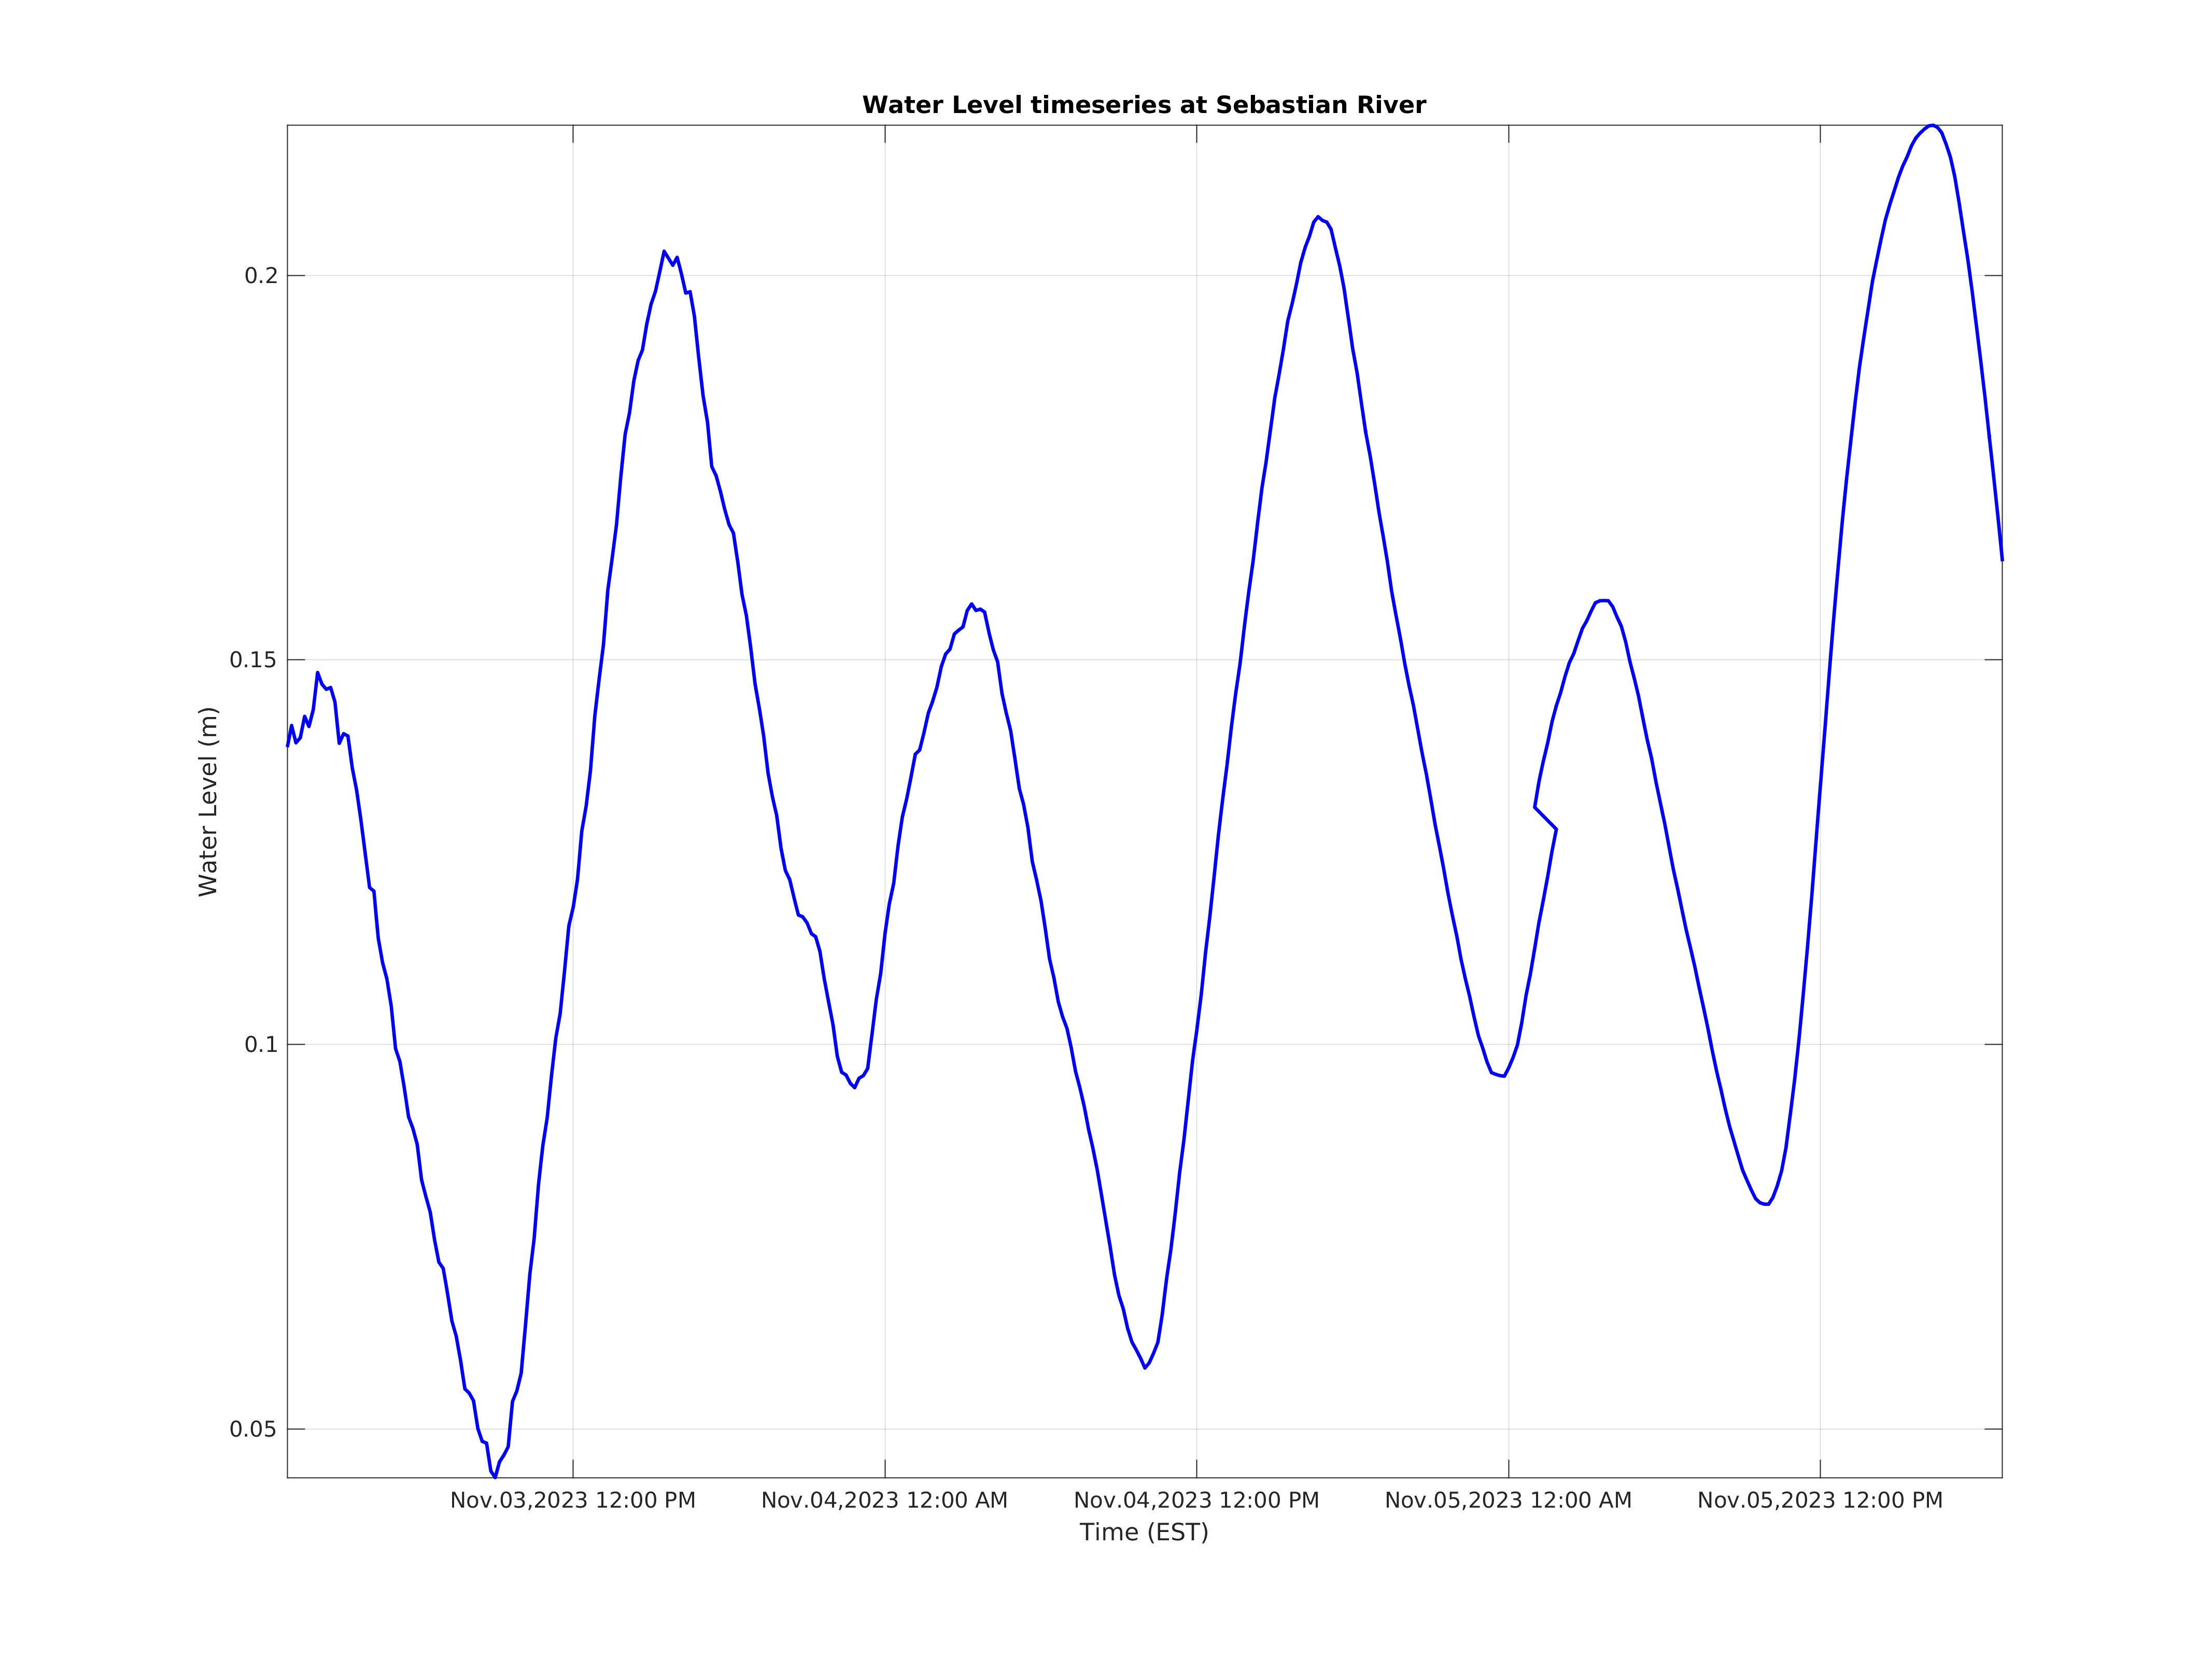 Water Level timeseries at Sebastian River
0.2
0.15
0.1
0.05
Water Level (m)
Nov.03,2023 12:00 PM
Nov.04,2023 12:00 AM
Nov.04,2023 12:00 PM
Nov.05,2023 12:00 AM
Nov.05,2023 12:00 PM
Time (EST)